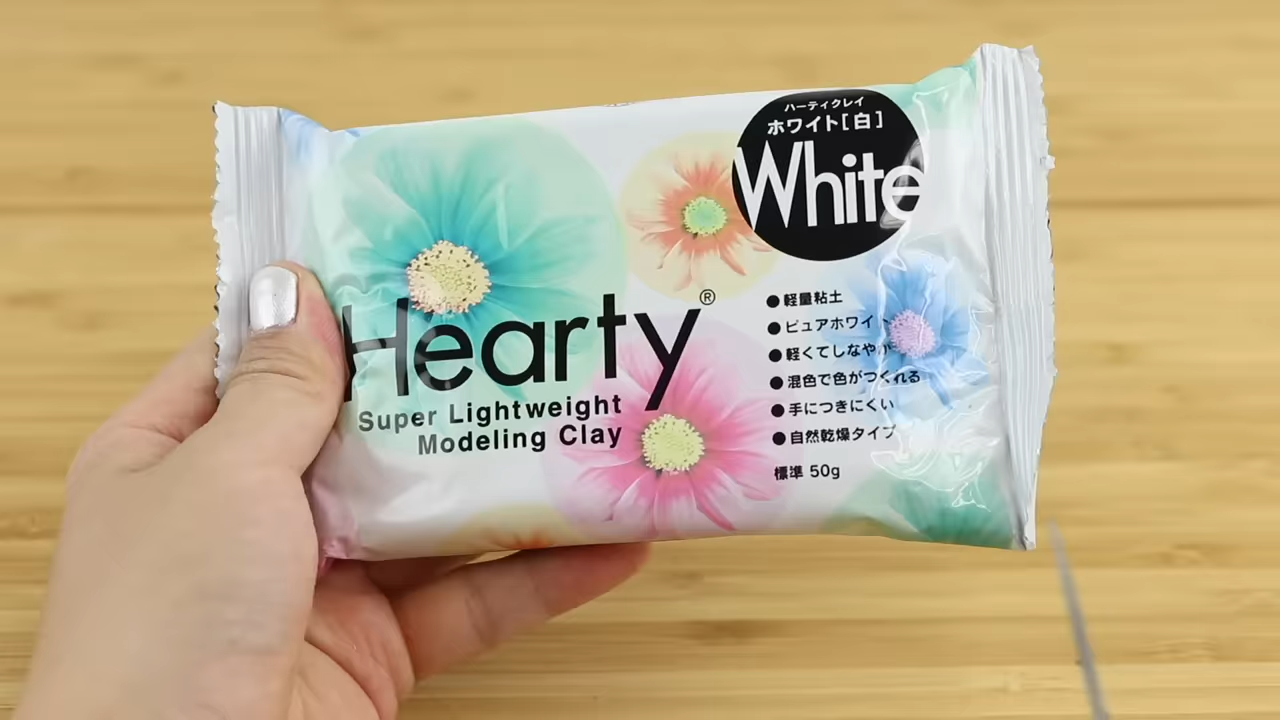 ハーティクレイ
ホワイト[白]
White
Hearty®
Super Lightweight
Modeling Clay
●軽量粘土
●ピュアホワイト
●軽くてしなやか
●混色で色がつくれる
●手につきにくい
●自然乾燥タイプ
標準 50g